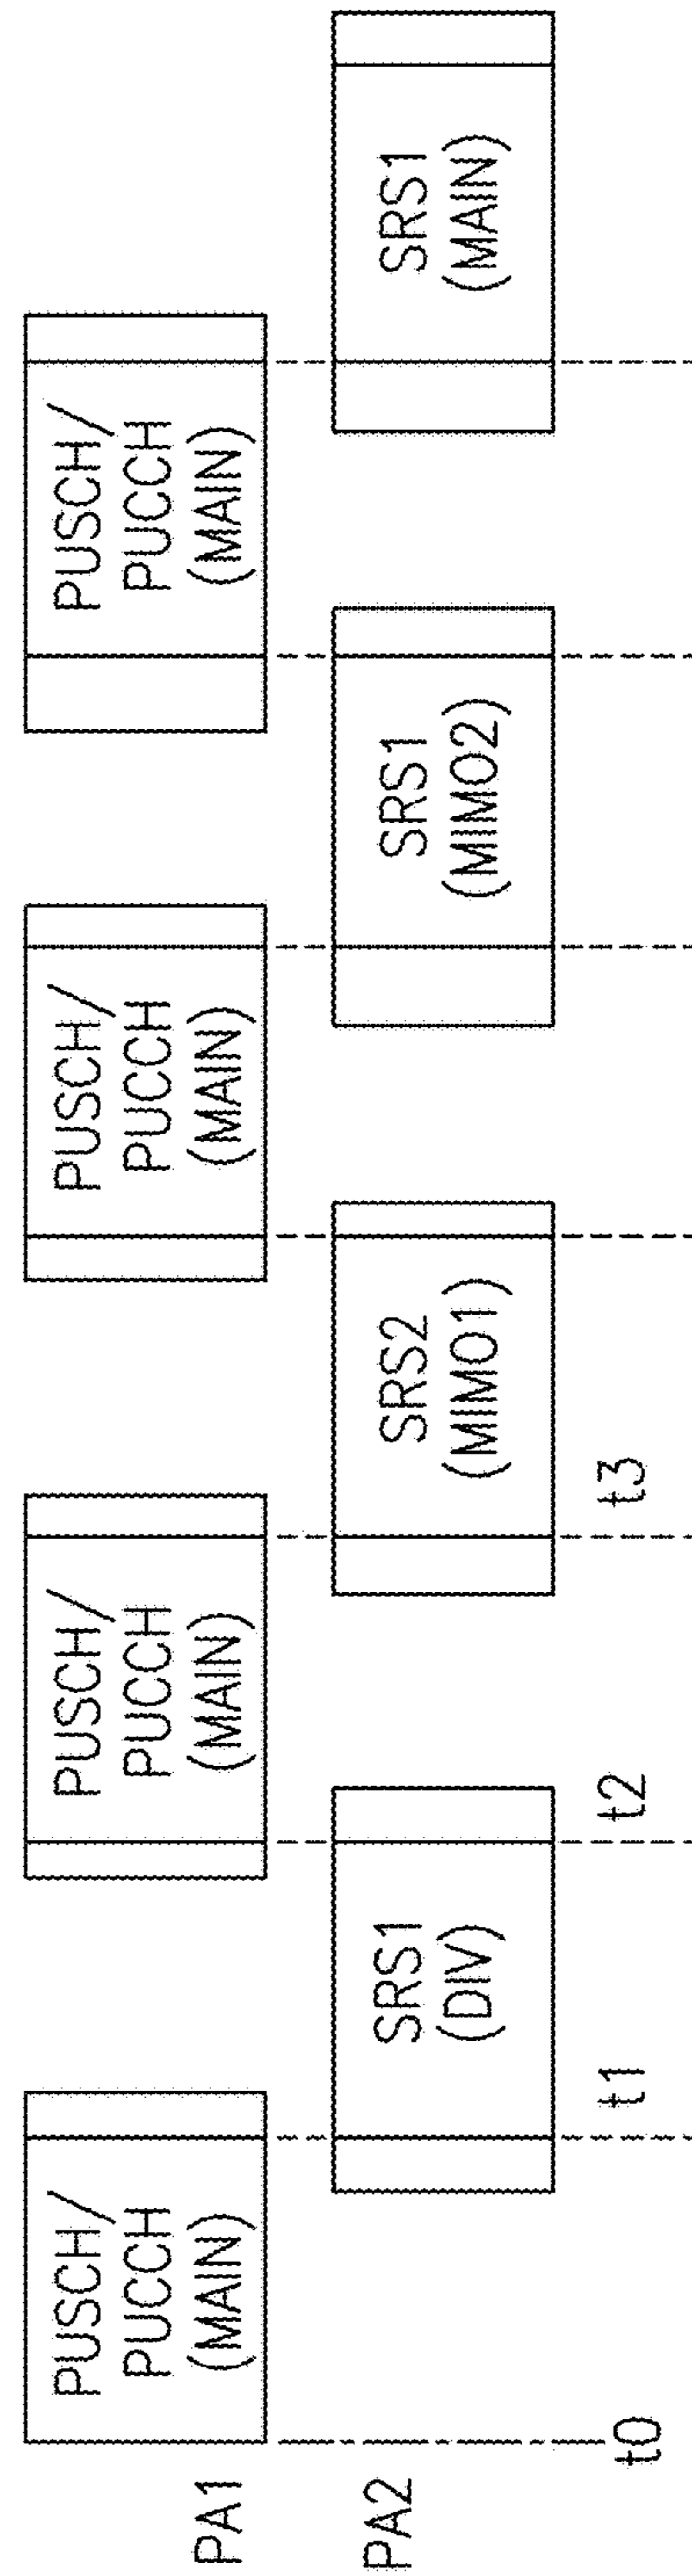 PA1
PUSCH/
PUCCH
(MAIN)
PUSCH/
PUCCH
(MAIN)
PUSCH/
PUCCH
(MAIN)
PUSCH/
PUCCH
(MAIN)
PA2
SRS1
(DIV)
SRS2
(MIMO1)
SRS1
(MIMO2)
SRS1
(MAIN)
t0
t1
t2
t3